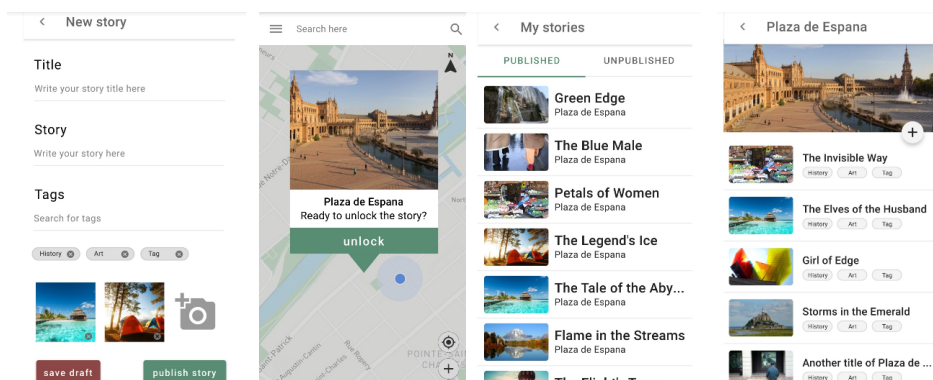 New story
Title
Write your story title here
Story
Write your story here
Tags
Search for tags
History
Art
Tag
save draft
publish story
Search here
N
Plaza de Espana
Ready to unlock the story?
unlock
Rue Roppery
Augustin-Cantin
My stories
PUBLISHED
UNPUBLISHED
Green Edge
Plaza de Espana
The Blue Male
Plaza de Espana
Petals of Women
Plaza de Espana
The Legend's Ice
Plaza de Espana
The Tale of the Aby...
Plaza de Espana
Flame in the Streams
Plaza de Espana
Plaza de Espana
The Invisible Way
History Art Tag
The Elves of the Husband
History Art Tag
Girl of Edge
History Art Tag
Storms in the Emerald
History Art Tag
Another title of Plaza de ...
History Art Tag